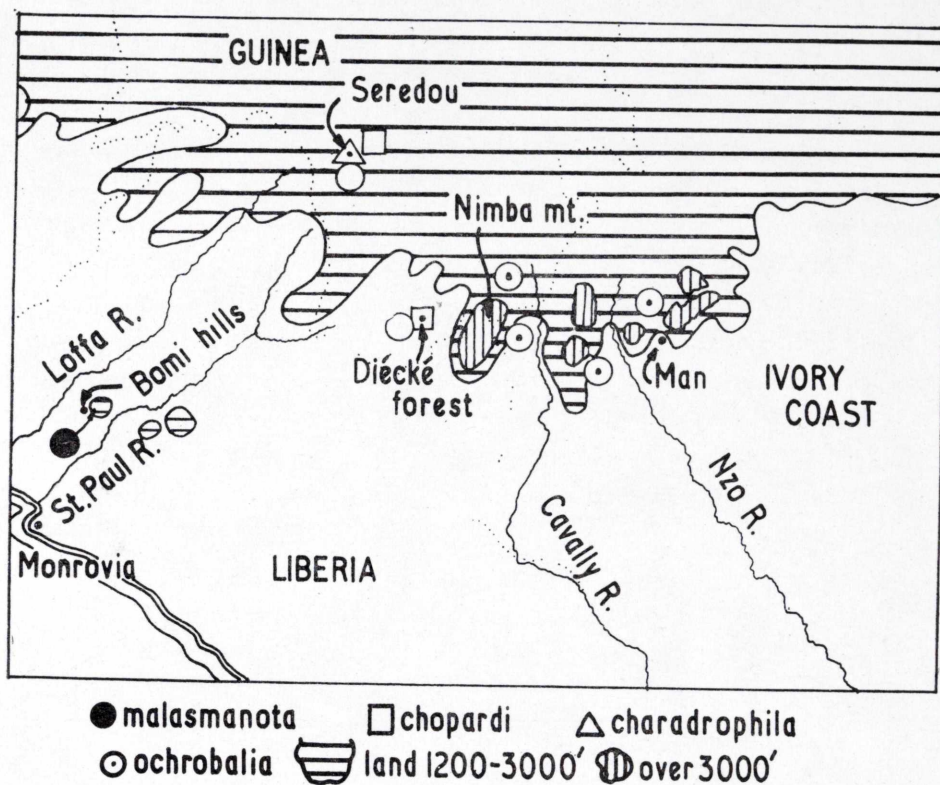 GUINEA
Seredou
Nimba mt.
Loffa R.
Bomi hills
Diécké
forest
Man
IVORY
COAST
St. Paul R.
Nzo R.
Cavally R.
Monrovia
LIBERIA
malasmanota chopardi charadrophila
ochrobalia land 1200-3000' over 3000'